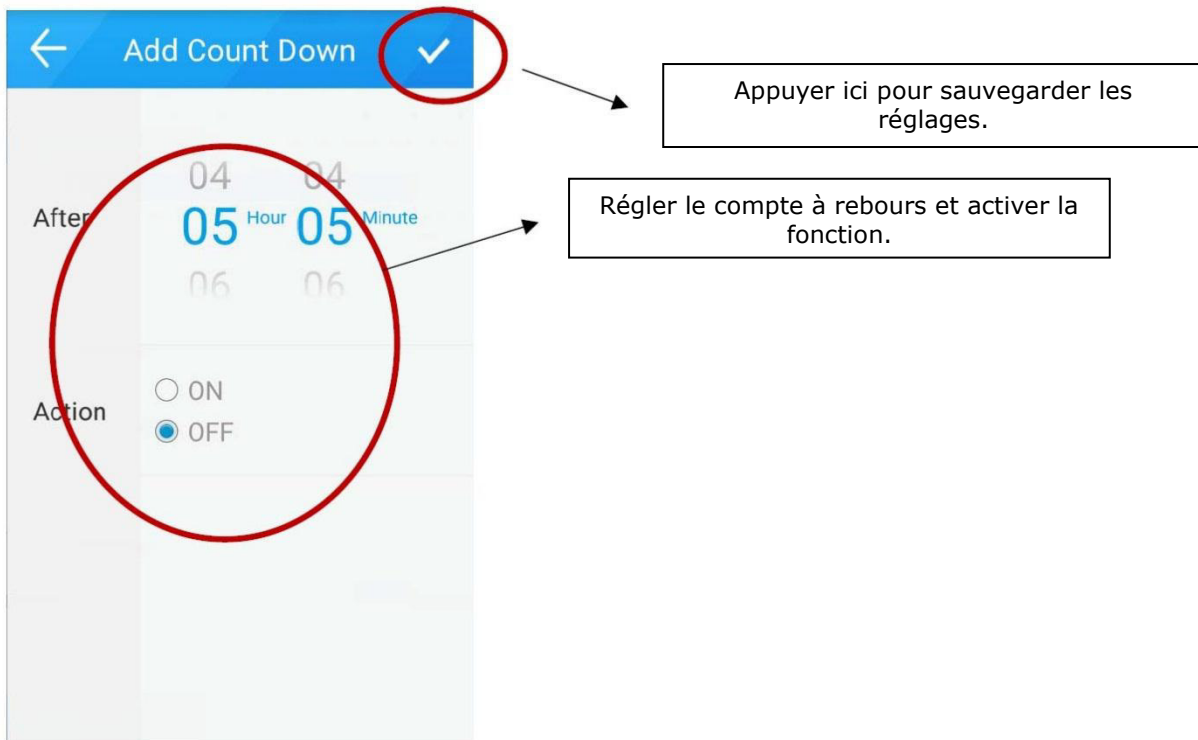 Add Count Down
Appuyer ici pour sauvegarder les
réglages.
04 04
After 05 Hour 05 Minute
06 06
Régler le compte à rebours et activer la
fonction.
Action
ON
OFF